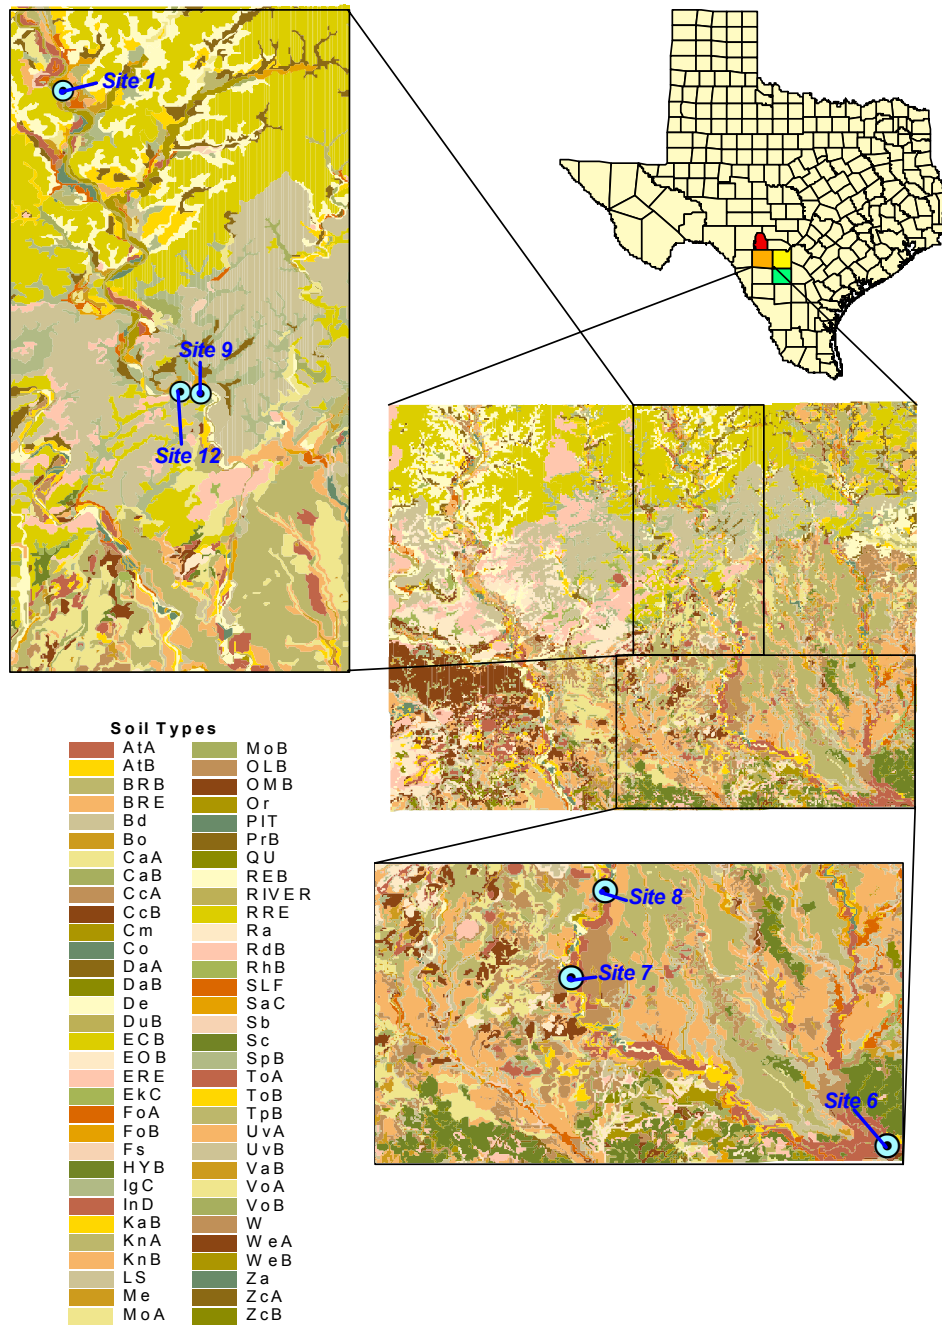 Site 1
Site 9
Site 12
Site 8
Site 7
Site 6
Soil Types
AtA
AtB
BRB
BRE
Bd
Bo
CaA
CaB
CcA
CcB
Cm
Co
DaA
DaB
De
DuB
ECB
EOB
ERE
EkC
FoA
FoB
Fs
HYB
IgC
InD
KaB
KnA
KnB
LS
Me
MoA
MoB
OLB
OMB
Or
PIT
PrB
QU
REB
RIVER
RRE
Ra
RdB
RhB
SLF
SaC
Sb
Sc
SpB
ToA
ToB
TpB
UvA
UvB
VaB
VoA
VoB
W
WeA
WeB
Za
ZcA
ZcB